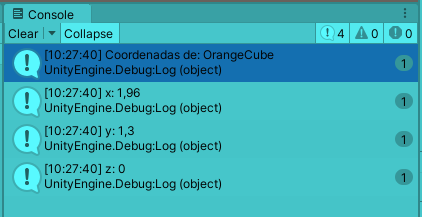 Console
Clear Collapse 4 0 0
[10:27:40] Coordenadas de: OrangeCube
UnityEngine.Debug:Log (object)
1
[10:27:40] x: 1,96
UnityEngine.Debug:Log (object)
1
[10:27:40] y: 1,3
UnityEngine.Debug:Log (object)
1
[10:27:40] z: 0
UnityEngine.Debug:Log (object)
1